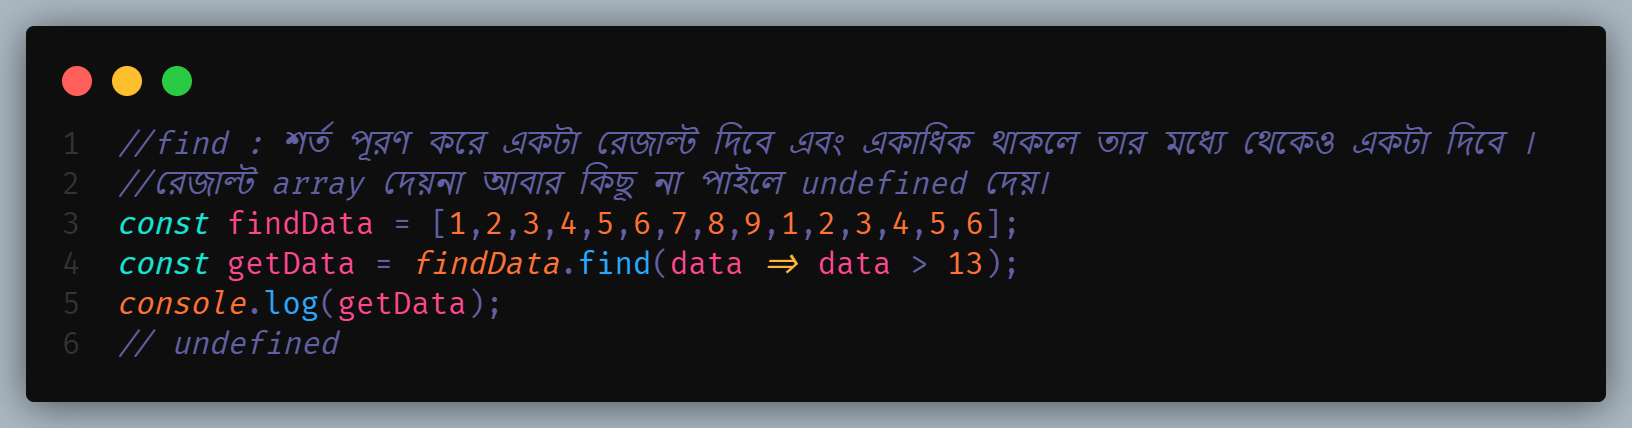 1 //find : শর্ত পূরণ করে একটা রেজাল্ট দিবে এবং একাধিক থাকলে তার মধ্যে থেকেও একটা দিবে ।
2 //রেজাল্ট array দেয়না আবার কিছূ না পাইলে undefined দেয়।
3 const findData = [1,2,3,4,5,6,7,8,9,1,2,3,4,5,6];
4 const getData = findData.find(data => data > 13);
5 console.log(getData);
6 // undefined